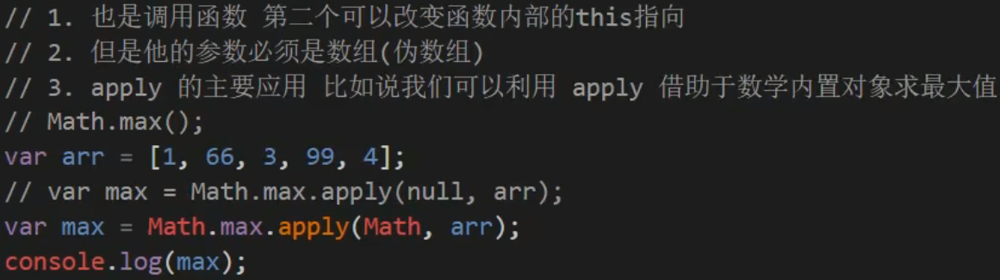 // 1. 也是调用函数 第二个可以改变函数内部的this指向
// 2. 但是他的参数必须是数组(伪数组)
// 3. apply 的主要应用 比如说我们可以利用 apply 借助于数学内置对象求最大值
// Math.max();
var arr = [1, 66, 3, 99, 4];
// var max = Math.max.apply(null, arr);
var max = Math.max.apply(Math, arr);
console.log(max);